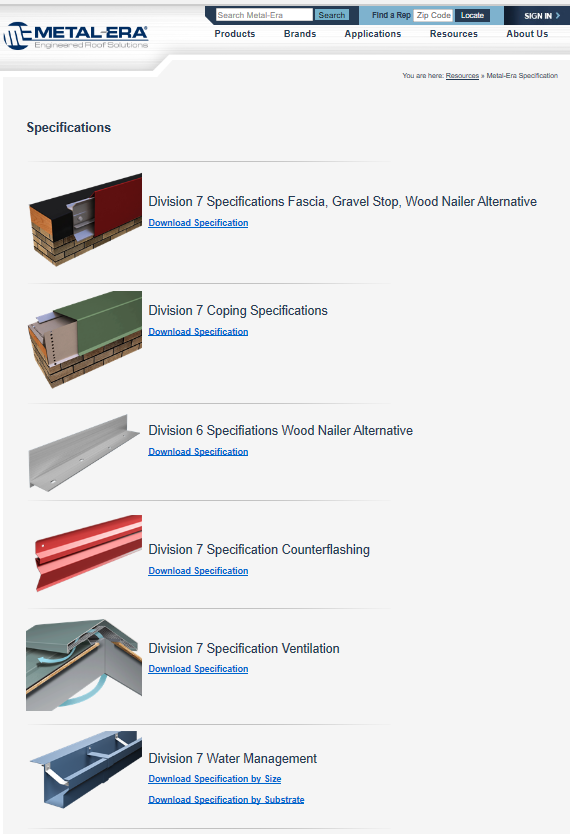 METAL-ERA®
Engineered Roof Solutions
Search Metal-Era
Search
Find a Rep
Zip Code
Locate
SIGN IN
Products
Brands
Applications
Resources
About Us
You are here: Resources » Metal-Era Specification
Specifications
Division 7 Specifications Fascia, Gravel Stop, Wood Nailer Alternative
Download Specification
Division 7 Coping Specifications
Download Specification
Division 6 Specifiations Wood Nailer Alternative
Download Specification
Division 7 Specification Counterflashing
Download Specification
Division 7 Specification Ventilation
Download Specification
Division 7 Water Management
Download Specification by Size
Download Specification by Substrate